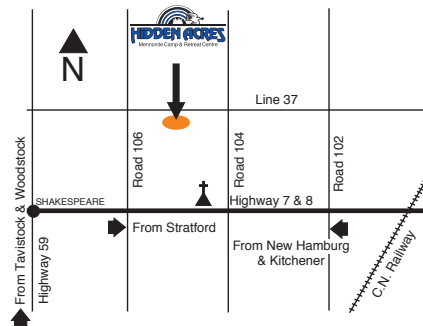 HIDDEN ACRES
Mennonite Camp & Retreat Centre
N
Line 37
Road 106
Road 104
Road 102
SHAKESPEARE
Highway 7 & 8
From Stratford
From New Hamburg
& Kitchener
From Tavistock & Woodstock
Highway 59
C.N. Railway